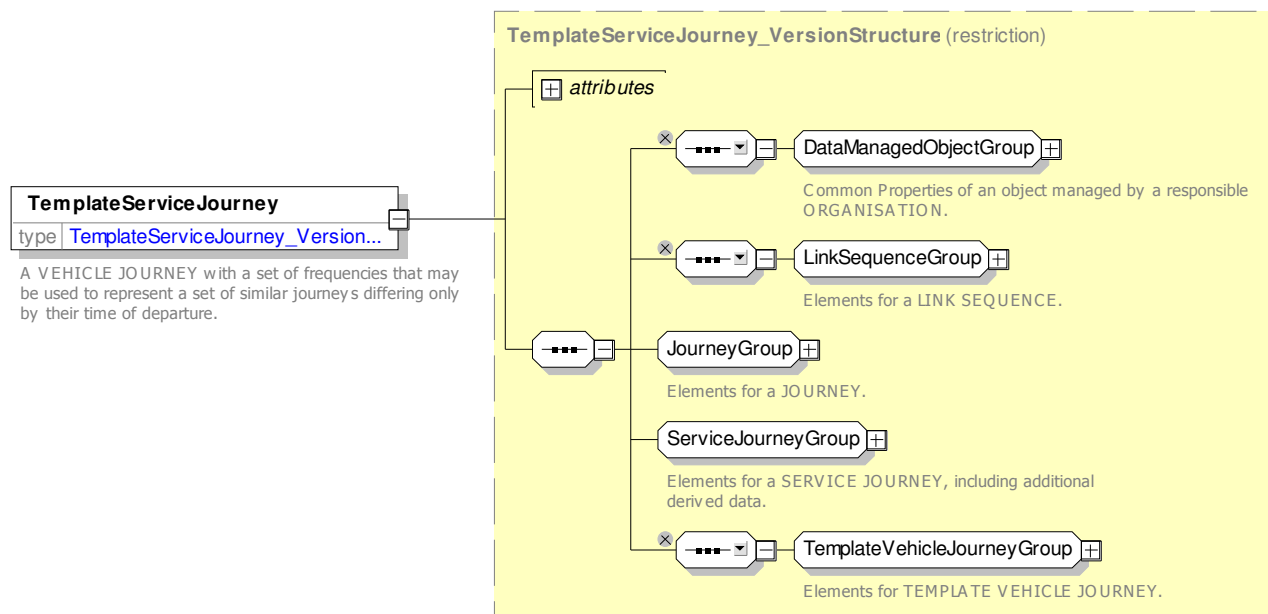 TemplateServiceJourney_VersionStructure (restriction)
attributes
DataManagedObjectGroup
Common Properties of an object managed by a responsible
ORGANISATION.
TemplateServiceJourney
type TemplateServiceJourney_Version...
A VEHICLE JOURNEY with a set of frequencies that may
be used to represent a set of similar journeys differing only
by their time of departure.
LinkSequenceGroup
Elements for a LINK SEQUENCE.
JourneyGroup
Elements for a JOURNEY.
ServiceJourneyGroup
Elements for a SERVICE JOURNEY, including additional
derived data.
TemplateVehicleJourneyGroup
Elements for TEMPLATE VEHICLE JOURNEY.